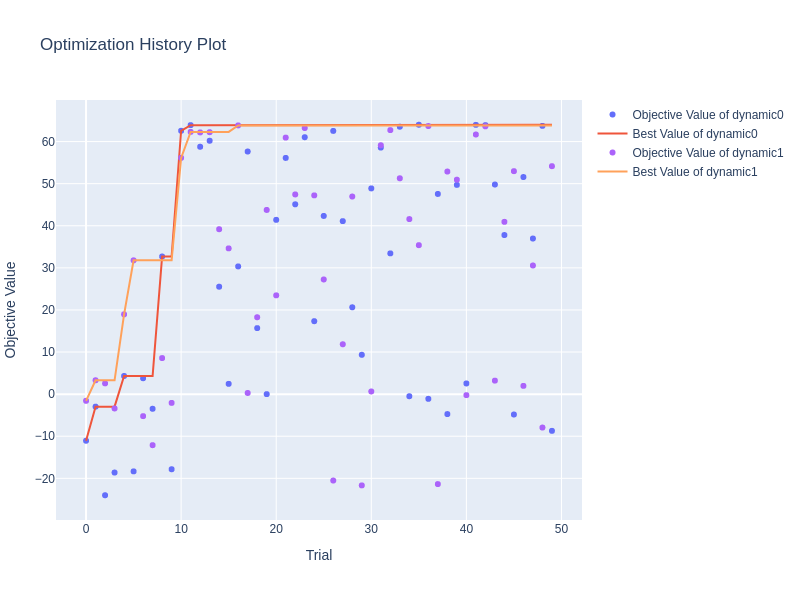 Optimization History Plot
Objective Value of dynamic0
Best Value of dynamic0
Objective Value of dynamic1
Best Value of dynamic1
60
50
40
30
20
10
0
−10
−20
Objective Value
0 10 20 30 40 50
Trial